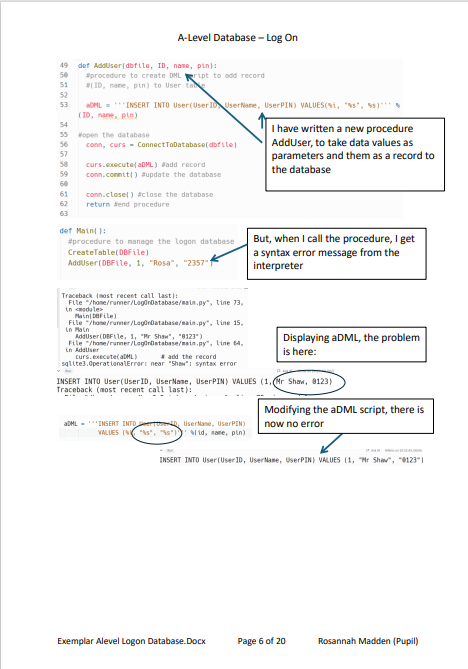 A-Level Database – Log On
49 def AddUser(dbfile, ID, name, pin):
50 #procedure to create DML script to add record
51 #(ID, name, pin) to User table
52
53 aDML = '''INSERT INTO User(UserID, UserName, UserPIN) VALUES(%i, "%s", %s)''' %
(ID, name, pin)
54
55 #open the database
56 conn, curs = ConnectToDatabase(dbfile)
57
58 curs.execute(aDML) #add record
59 conn.commit() #update the database
60
61 conn.close() #close the database
62 return #end procedure
63
I have written a new procedure
AddUser, to take data values as
parameters and them as a record to
the database
def Main():
#procedure to manage the logon database
CreateTable(DBFile)
AddUser(DBFile, 1, "Rosa", "2357")
But, when I call the procedure, I get
a syntax error message from the
interpreter
Traceback (most recent call last):
File "/home/runner/LogOnDatabase/main.py", line 73,
in <module>
Main(DBFile)
File "/home/runner/LogOnDatabase/main.py", line 15,
in Main
AddUser(DBFile, 1, "Mr Shaw", "0123")
File "/home/runner/LogOnDatabase/main.py", line 64,
in AddUser
curs.execute(aDML) # add the record
sqlite3.OperationalError: near "Shaw": syntax error
Displaying aDML, the problem
is here:
INSERT INTO User(UserID, UserName, UserPIN) VALUES (1, Mr Shaw, 0123)
Traceback (most recent call last):
Modifying the aDML script, there is
now no error
aDML = '''INSERT INTO User(UserID, UserName, UserPIN)
VALUES (%i, "%s", "%s")''' %(id, name, pin)
INSERT INTO User(UserID, UserName, UserPIN) VALUES (1, "Mr Shaw", "0123")
Exemplar Alevel Logon Database.Docx Page 6 of 20 Rosannah Madden (Pupil)